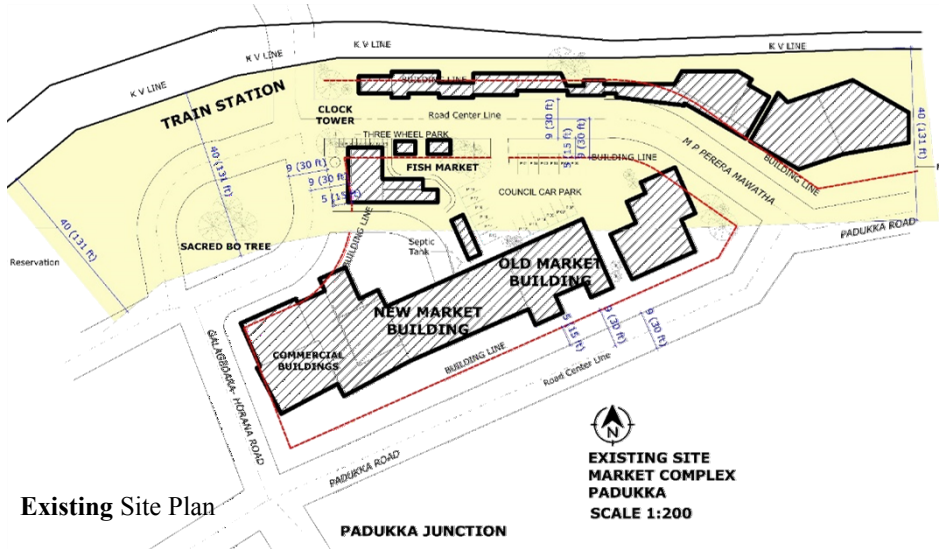 K V LINE
K V LINE
K V LINE
K V LINE
K V LINE
TRAIN STATION
BUILDING LINE
CLOCK
TOWER
Road Center Line
9 (30 ft)
5 (15 ft)
9 (30 ft)
THREE WHEEL PARK
FISH MARKET
BUILDING LINE
40 (131 ft)
M P PERERA MAWATHA
BUILDING LINE
40 (131 ft)
9 (30 ft)
9 (30 ft)
5 (15 ft)
COUNCIL CAR PARK
PADUKKA ROAD
40 (131 ft)
Reservation
SACRED BO TREE
BUILDING LINE
Septic
Tank
OLD MARKET
BUILDING
NEW MARKET
BUILDING
COMMERCIAL
BUILDINGS
5 (15 ft)
9 (30 ft)
9 (30 ft)
BUILDING LINE
Road Center Line
HORANA ROAD
PADUKKA ROAD
N
EXISTING SITE
MARKET COMPLEX
PADUKKA
SCALE 1:200
Existing Site Plan
PADUKKA JUNCTION